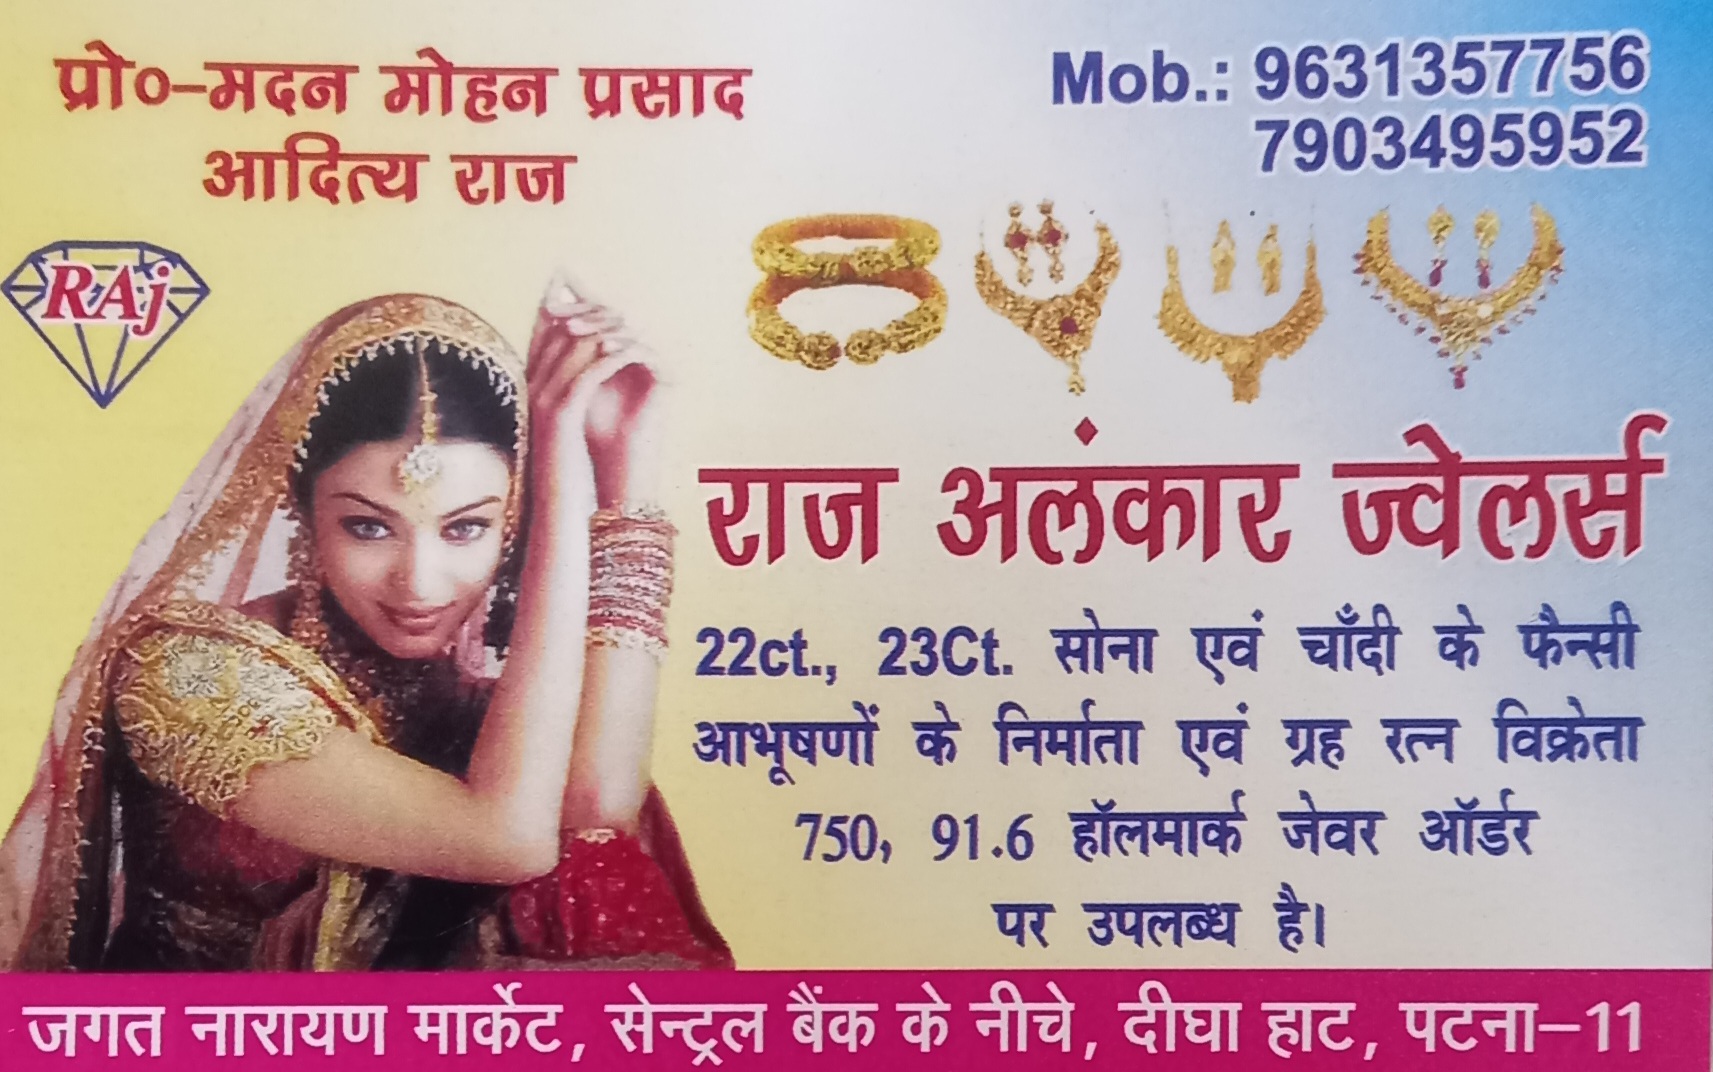 प्रो०-मदन मोहन प्रसाद
आदित्य राज
Mob.: 9631357756
7903495952
RAj
राज अलंकार ज्वेलर्स
22ct., 23Ct. सोना एवं चाँदी के फैन्सी
आभूषणों के निर्माता एवं ग्रह रत्न विक्रेता
750, 91.6 हॉलमार्क जेवर ऑर्डर
पर उपलब्ध है।
जगत नारायण मार्केट, सेन्ट्रल बैंक के नीचे, दीघा हाट, पटना-11